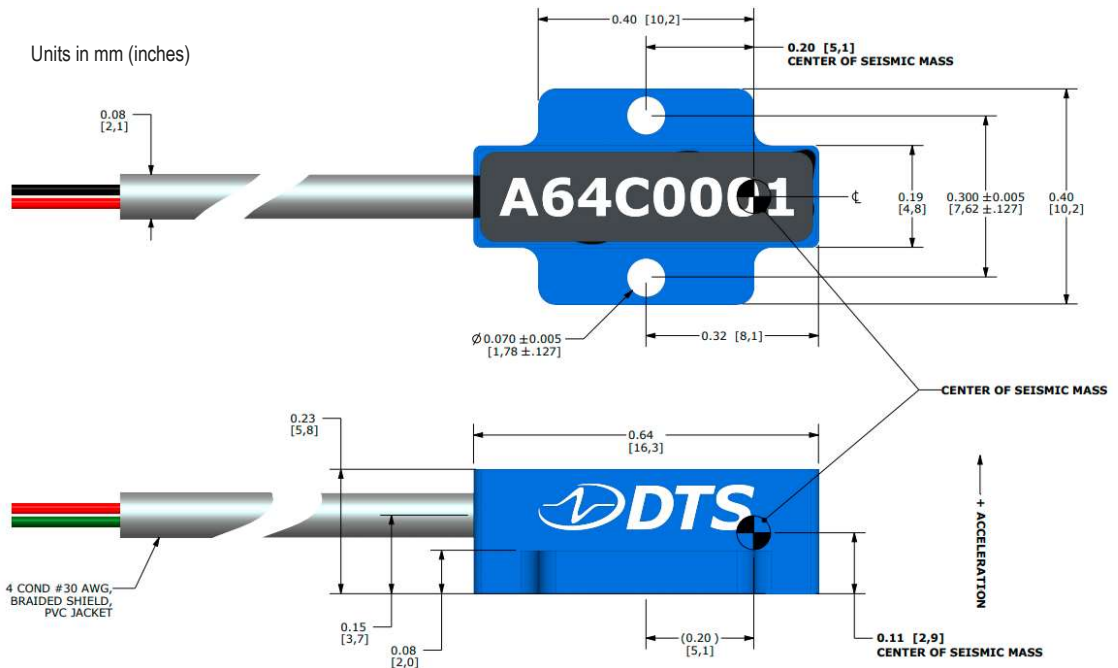 0.40 [10,2]
Units in mm (inches)
0.20 [5,1]
CENTER OF SEISMIC MASS
0.08
[2,1]
A64C0001
℄
0.19
[4,8]
0.300 ±0.005
[7,62 ±.127]
0.40
[10,2]
Ø 0.070 ±0.005
[1,78 ±.127]
0.32 [8,1]
CENTER OF SEISMIC MASS
0.23
[5,8]
0.64
[16,3]
DTS
+ ACCELERATION
4 COND #30 AWG,
BRAIDED SHIELD,
PVC JACKET
0.15
[3,7]
0.08
[2,0]
(0.20)
[5,1]
0.11 [2,9]
CENTER OF SEISMIC MASS